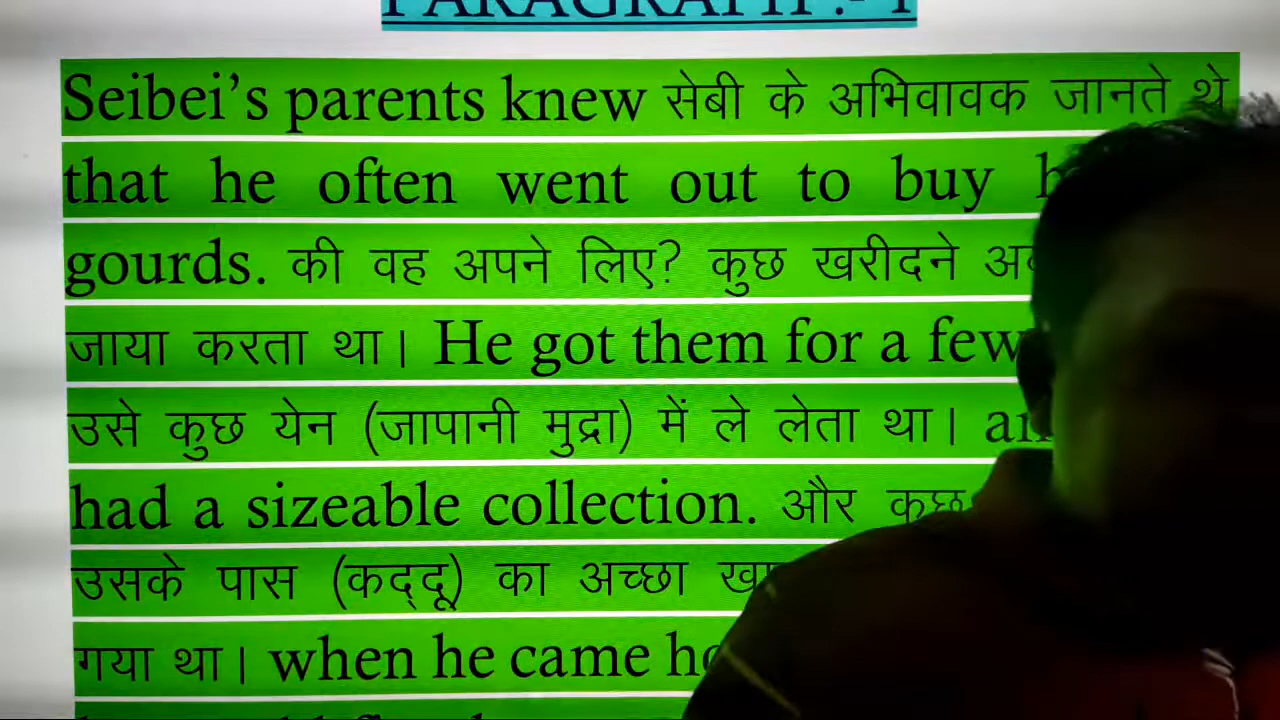 PARAGRAPH :- 1
Seibei's parents knew सेबी के अभिवावक जानते थे
that he often went out to buy
gourds. की वह अपने लिए? कुछ खरीदने
जाया करता था। He got them for a few
उसे कुछ येन (जापानी मुद्रा) में ले लेता था।
had a sizeable collection. और कुछ
उसके पास (कद्दू) का अच्छा
गया था। when he came